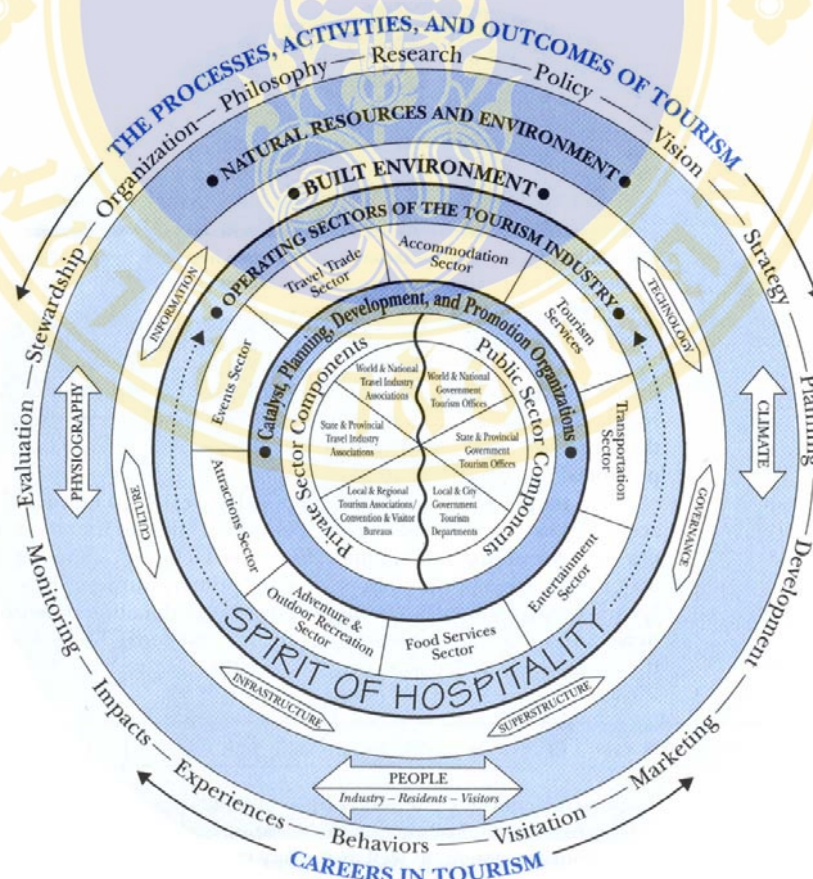 THE PROCESSES, ACTIVITIES, AND OUTCOMES OF TOURISM
Organization — Philosophy — Research — Policy — Vision — Strategy — Planning — Development — Marketing — Visitation — Behaviors — Experiences — Impacts — Monitoring — Evaluation — Stewardship
NATURAL RESOURCES AND ENVIRONMENT
BUILT ENVIRONMENT
OPERATING SECTORS OF THE TOURISM INDUSTRY
INFORMATION
TECHNOLOGY
PHYSIOGRAPHY
CLIMATE
CULTURE
GOVERNANCE
INFRASTRUCTURE
SUPERSTRUCTURE
Travel Trade
Sector
Accommodation
Sector
Tourism
Services
Transportation
Sector
Entertainment
Sector
Food Services
Sector
Adventure &
Outdoor Recreation
Sector
Attractions Sector
Events Sector
Catalyst, Planning, Development, and Promotion Organizations
Private Sector Components
Public Sector Components
World & National
Travel Industry
Associations
World & National
Government
Tourism Offices
State & Provincial
Travel Industry
Associations
State & Provincial
Government
Tourism Offices
Local & Regional
Tourism Associations/
Convention & Visitor
Bureaus
Local & City
Government
Tourism
Departments
SPIRIT OF HOSPITALITY
PEOPLE
Industry – Residents – Visitors
CAREERS IN TOURISM